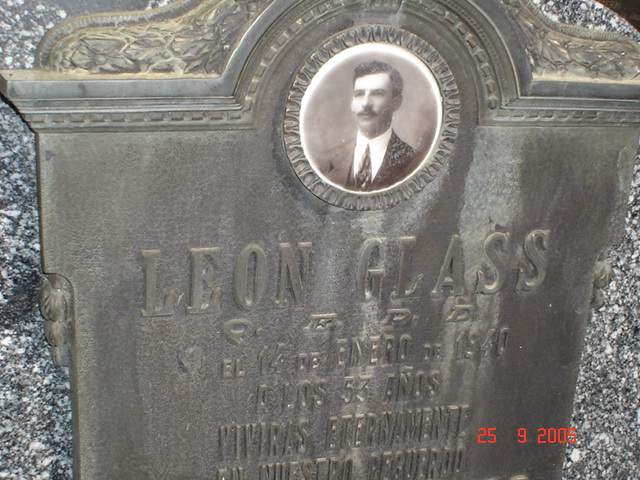 LEON GLASS
Q. E. P. D.
EL 14 DE ENERO DE 1940
A LOS 53 AÑOS
VIVIRAS ETERNAMENTE
EN NUESTRO RECUERDO
25 9.2005